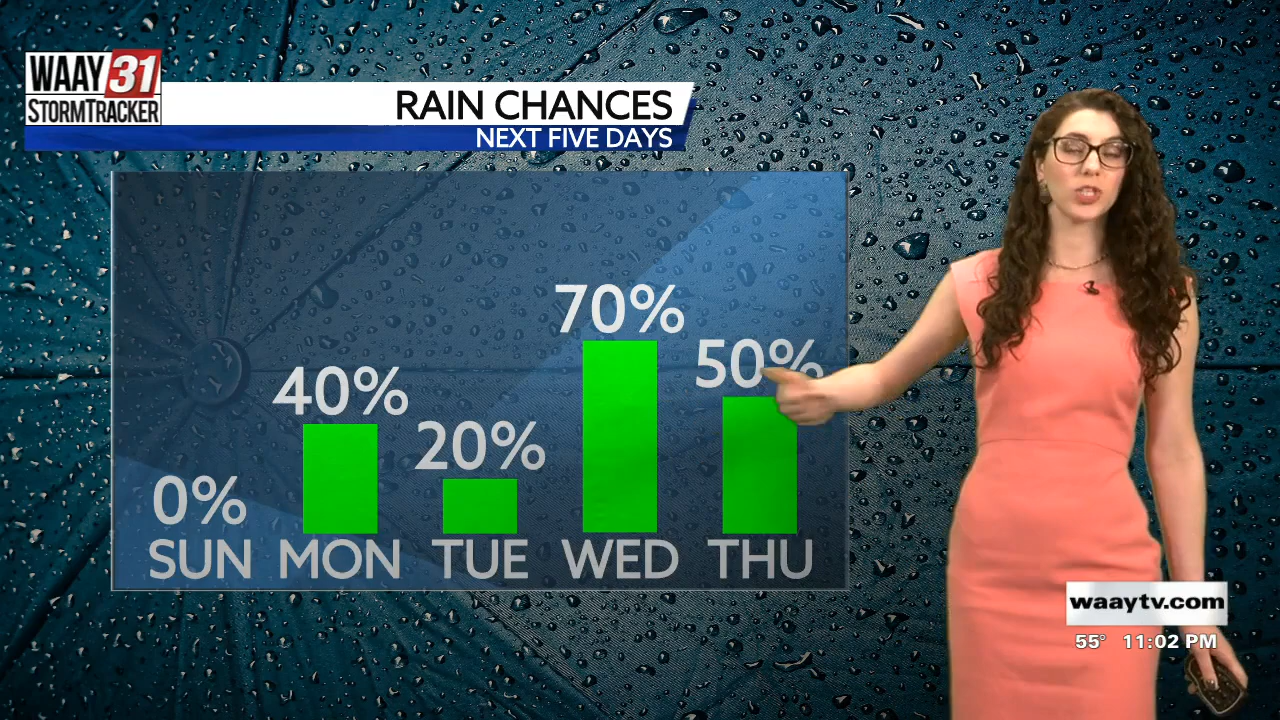 WAAY 31
STORMTRACKER
RAIN CHANCES
NEXT FIVE DAYS
0% 40% 20% 70% 50%
SUN MON TUE WED THU
waaytv.com
55° 11:02 PM